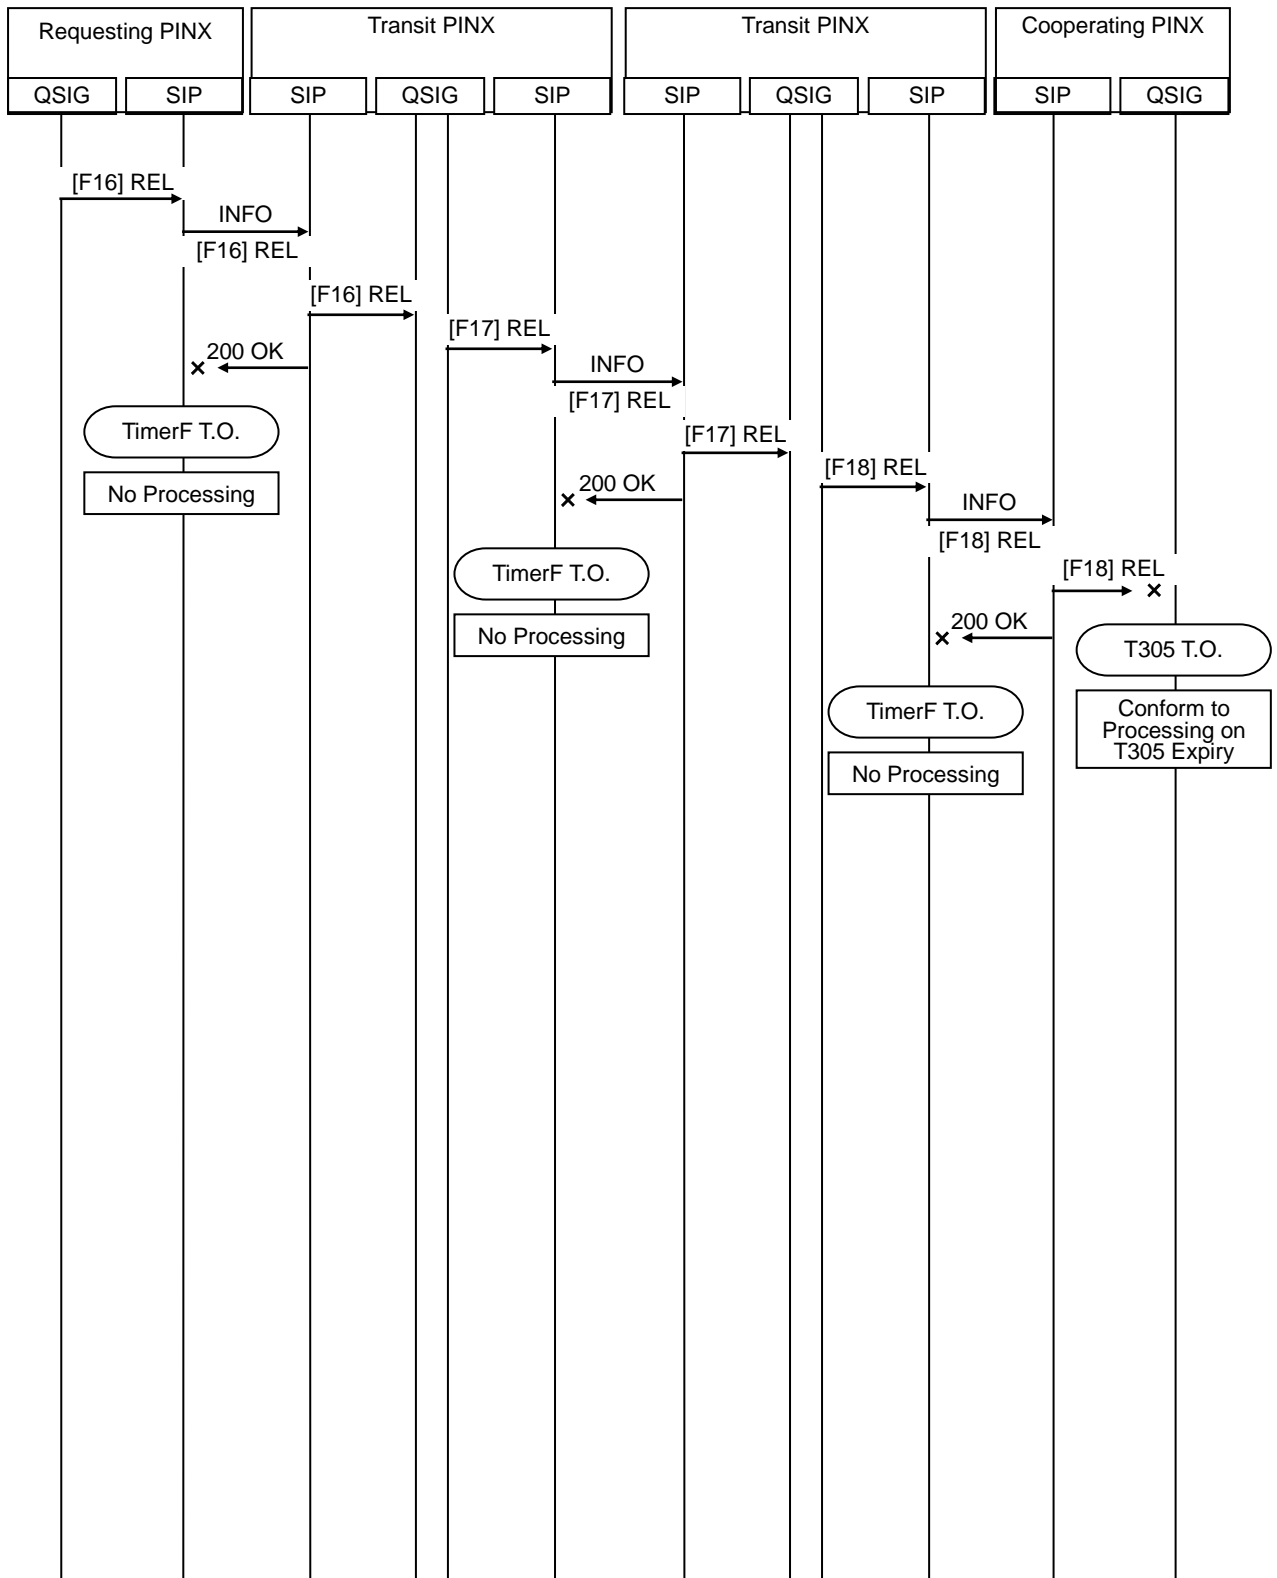 Requesting PINX
Transit PINX
Transit PINX
Cooperating PINX
QSIG
SIP
SIP
QSIG
SIP
SIP
QSIG
SIP
SIP
QSIG
[F16] REL
INFO
[F16] REL
[F16] REL
[F17] REL
200 OK
INFO
[F17] REL
TimerF T.O.
[F17] REL
[F18] REL
No Processing
200 OK
INFO
[F18] REL
TimerF T.O.
[F18] REL
No Processing
200 OK
T305 T.O.
TimerF T.O.
Conform to
Processing on
T305 Expiry
No Processing